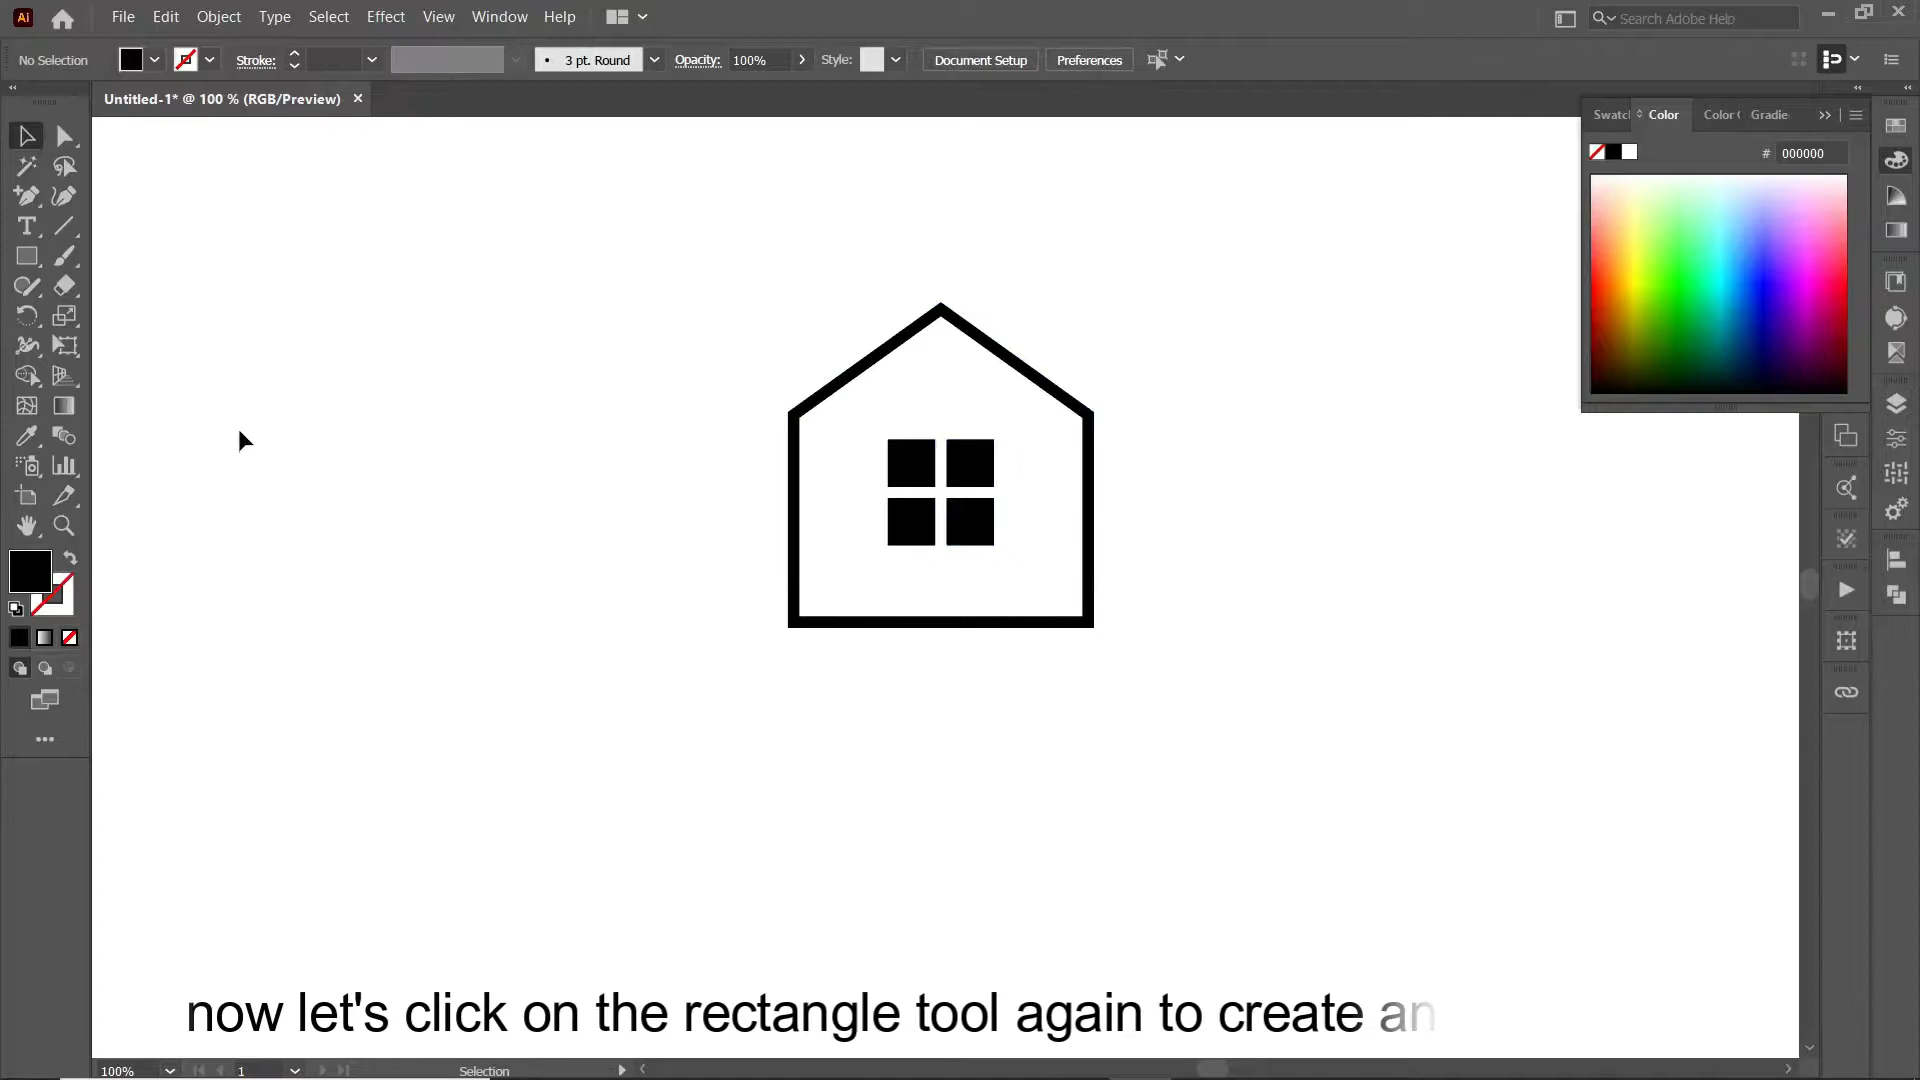 Ai File Edit Object Type Select Effect View Window Help Search Adobe Help
No Selection Stroke: 3 pt. Round Opacity: 100% Style: Document Setup Preferences
Untitled-1* @ 100 % (RGB/Preview)
Swatc Color Color Gradie
# 000000
now let's click on the rectangle tool again to create an
100% 1 Selection